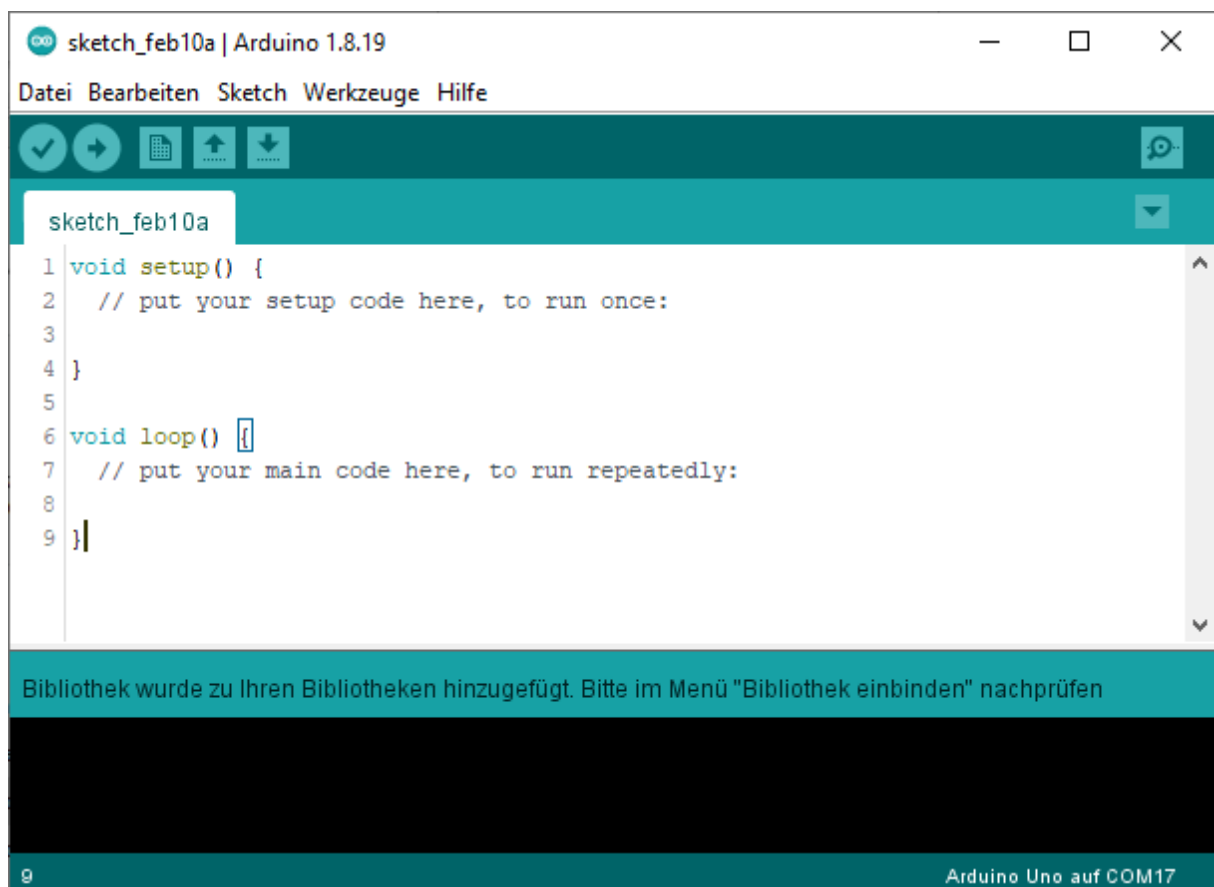 sketch_feb10a | Arduino 1.8.19
Datei Bearbeiten Sketch Werkzeuge Hilfe
sketch_feb10a
1 void setup() {
2   // put your setup code here, to run once:
3
4 }
5
6 void loop() {
7   // put your main code here, to run repeatedly:
8
9 }
Bibliothek wurde zu Ihren Bibliotheken hinzugefügt. Bitte im Menü "Bibliothek einbinden" nachprüfen
9 Arduino Uno auf COM17